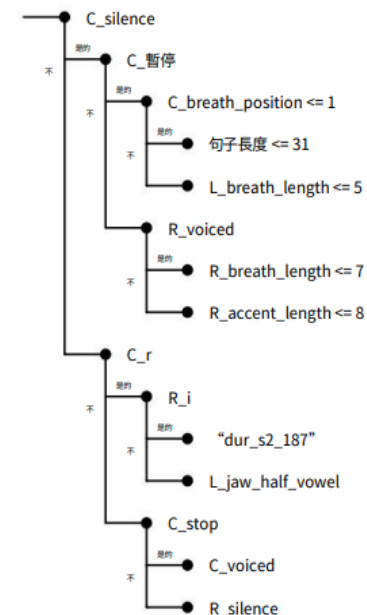 C_silence
是的
不
C_暫停
是的
不
C_breath_position <= 1
是的
句子長度 <= 31
不
L_breath_length <= 5
R_voiced
是的
R_breath_length <= 7
不
R_accent_length <= 8
C_r
是的
不
R_i
是的
“dur_s2_187”
不
L_jaw_half_vowel
C_stop
是的
C_voiced
不
R_silence